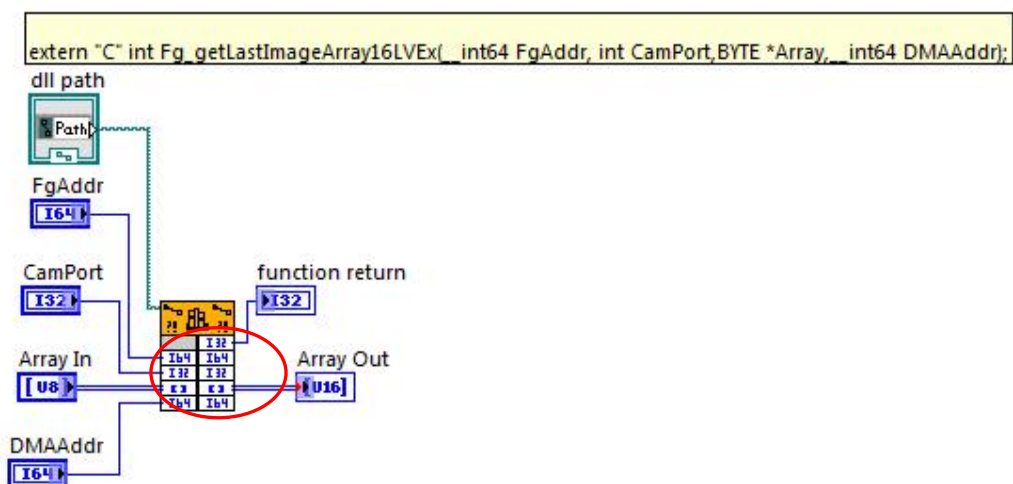 extern "C" int Fg_getLastImageArray16LVEx(__int64 FgAddr, int CamPort,BYTE *Array,__int64 DMAAddr);
dll path
Path
FgAddr
I64
CamPort
function return
I32
I32
?! ?!
I32
I64 I64
I32 I32
Array In
Array Out
[U8]
[U16]
I64 I64
DMAAddr
I64